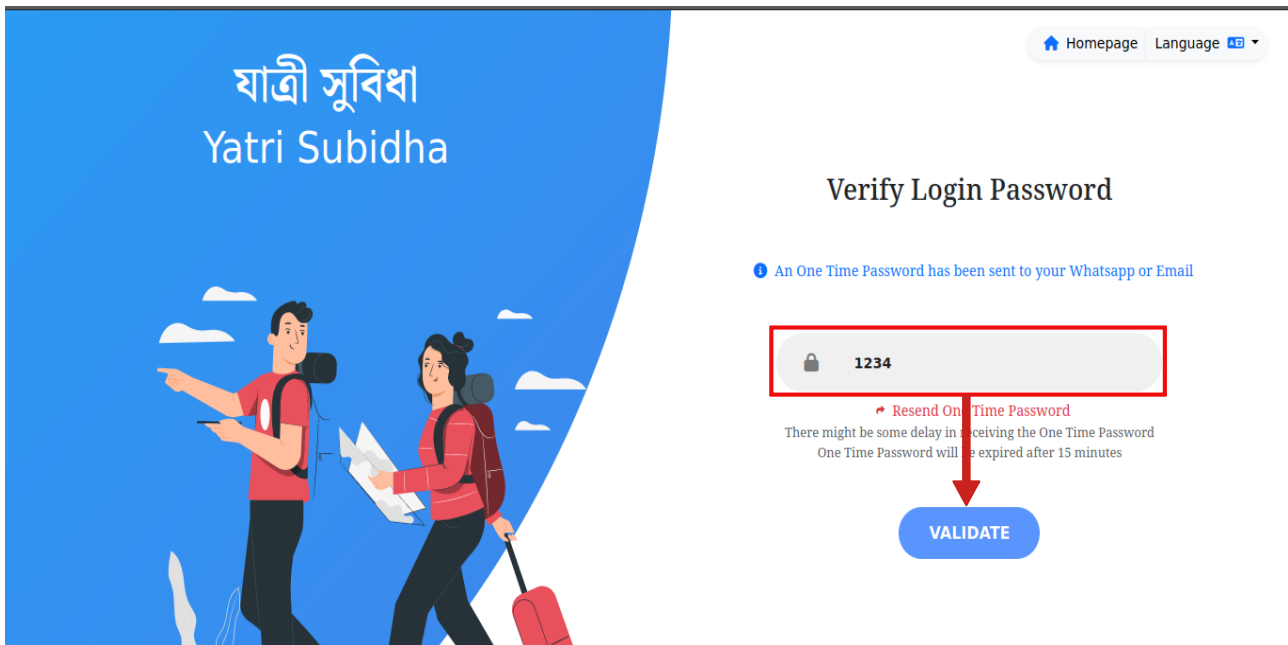 Homepage Language
যাত্রী সুবিধা
Yatri Subidha
Verify Login Password
An One Time Password has been sent to your Whatsapp or Email
1234
Resend One Time Password
There might be some delay in receiving the One Time Password
One Time Password will be expired after 15 minutes
VALIDATE